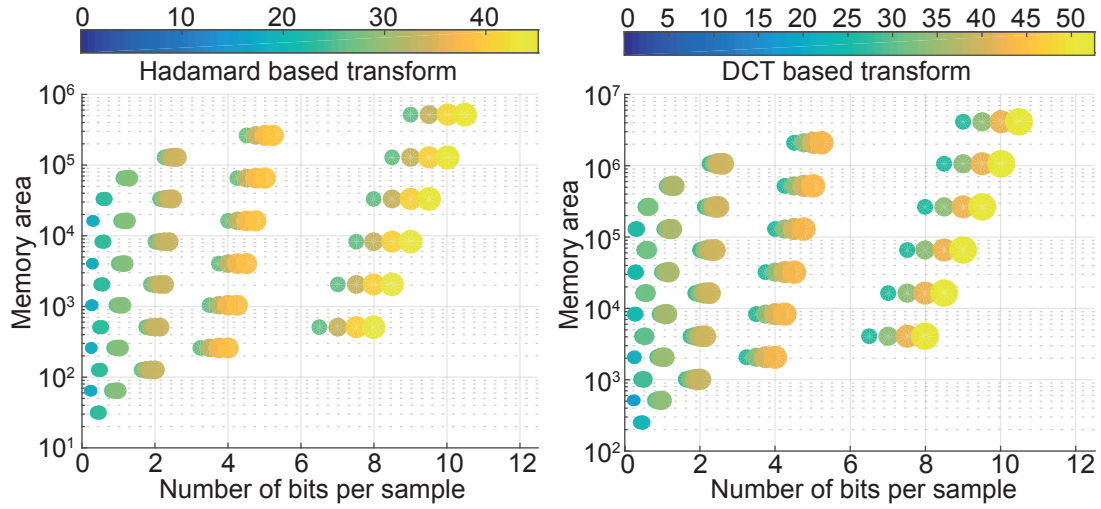 0 10 20 30 40
Hadamard based transform
10^6
10^5
10^4
10^3
10^2
10^1
Memory area
0 2 4 6 8 10 12
Number of bits per sample
0 5 10 15 20 25 30 35 40 45 50
DCT based transform
10^7
10^6
10^5
10^4
10^3
10^2
Memory area
0 2 4 6 8 10 12
Number of bits per sample